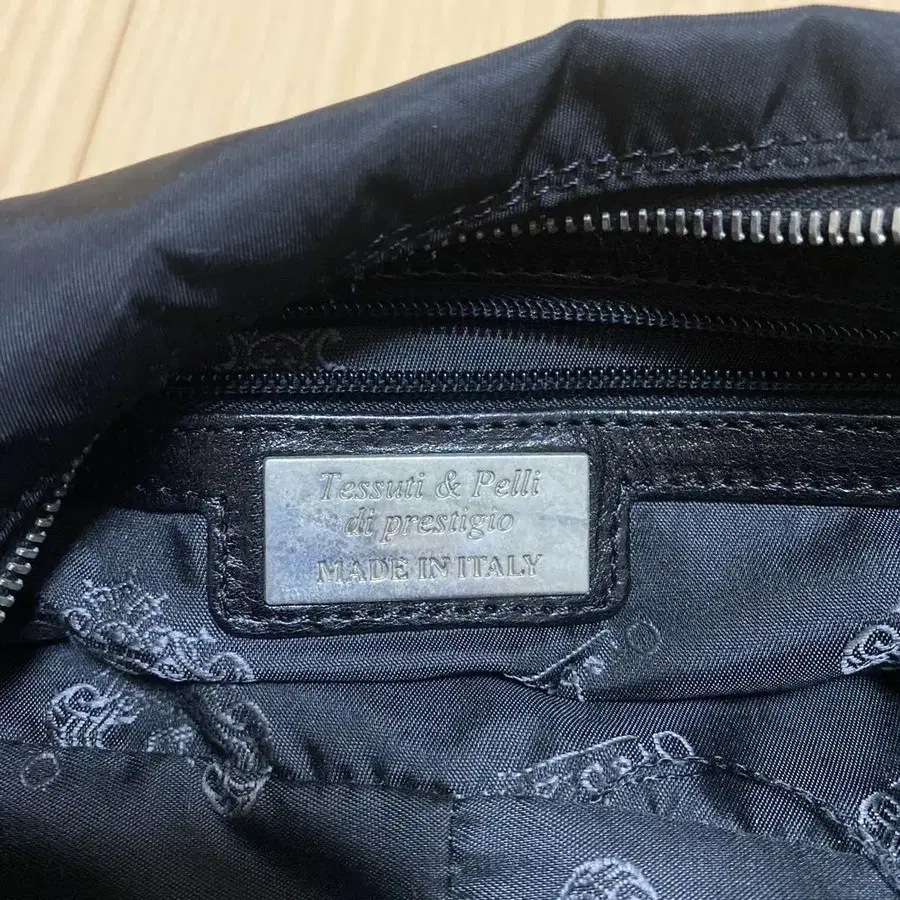 Tessuti & Pelli
di prestigio
MADE IN ITALY